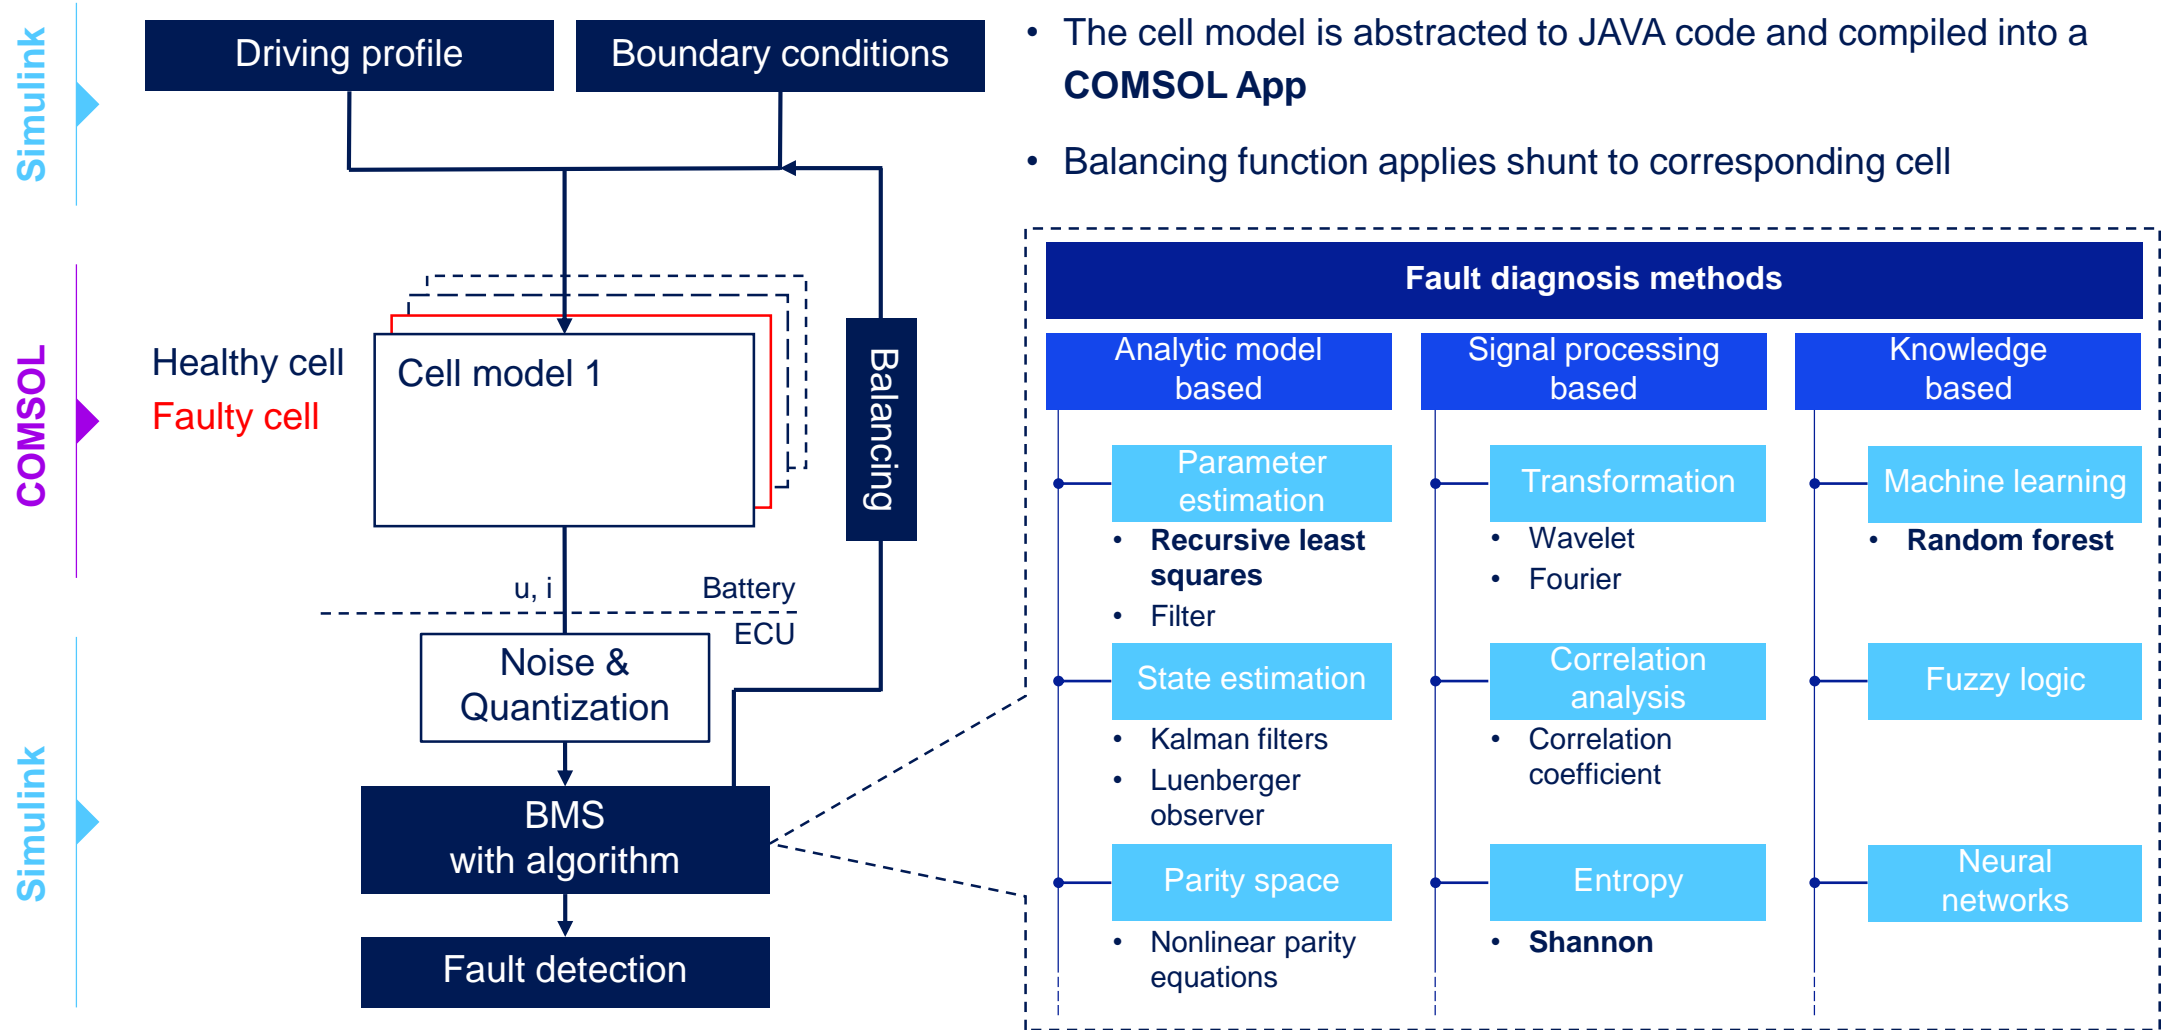 Simulink
Driving profile
Boundary conditions
• The cell model is abstracted to JAVA code and compiled into a
COMSOL App
• Balancing function applies shunt to corresponding cell
COMSOL
Healthy cell
Faulty cell
Cell model 1
Balancing
u, i
Battery
ECU
Simulink
Noise &
Quantization
BMS
with algorithm
Fault detection
Fault diagnosis methods
Analytic model
based
Parameter
estimation
• Recursive least
squares
• Filter
State estimation
• Kalman filters
• Luenberger
observer
Parity space
• Nonlinear parity
equations
Signal processing
based
Transformation
• Wavelet
• Fourier
Correlation
analysis
• Correlation
coefficient
Entropy
• Shannon
Knowledge
based
Machine learning
• Random forest
Fuzzy logic
Neural
networks